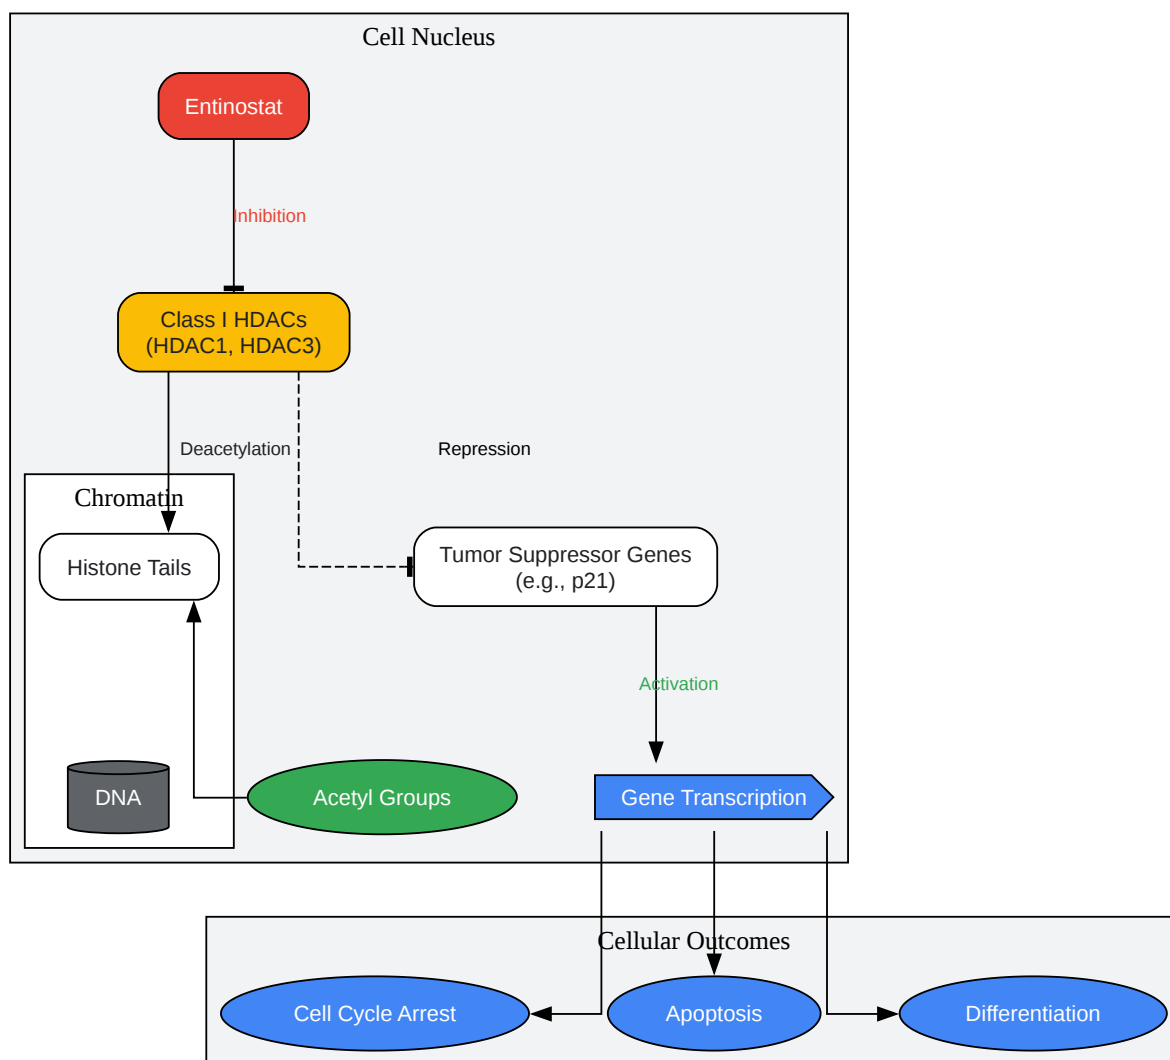 Cell Nucleus
Entinostat
Inhibition
Class I HDACs
(HDAC1, HDAC3)
Deacetylation
Repression
Chromatin
Histone Tails
Tumor Suppressor Genes
(e.g., p21)
Activation
DNA
Acetyl Groups
Gene Transcription
Cellular Outcomes
Cell Cycle Arrest
Apoptosis
Differentiation